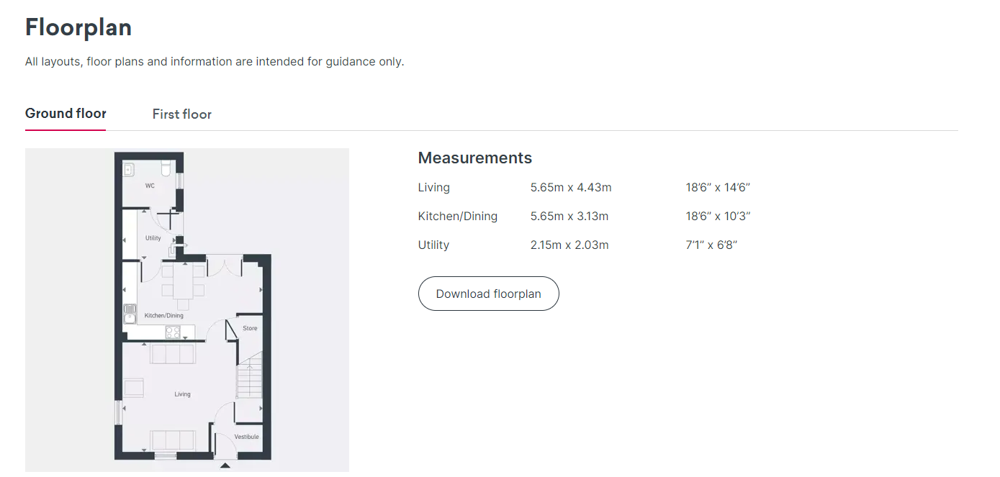 Floorplan
All layouts, floor plans and information are intended for guidance only.
Ground floor First floor
WC
Utility
Kitchen/Dining
Store
Living
Vestibule
Measurements
Living 5.65m x 4.43m 18’6” x 14’6”
Kitchen/Dining 5.65m x 3.13m 18’6” x 10’3”
Utility 2.15m x 2.03m 7’1” x 6’8”
Download floorplan